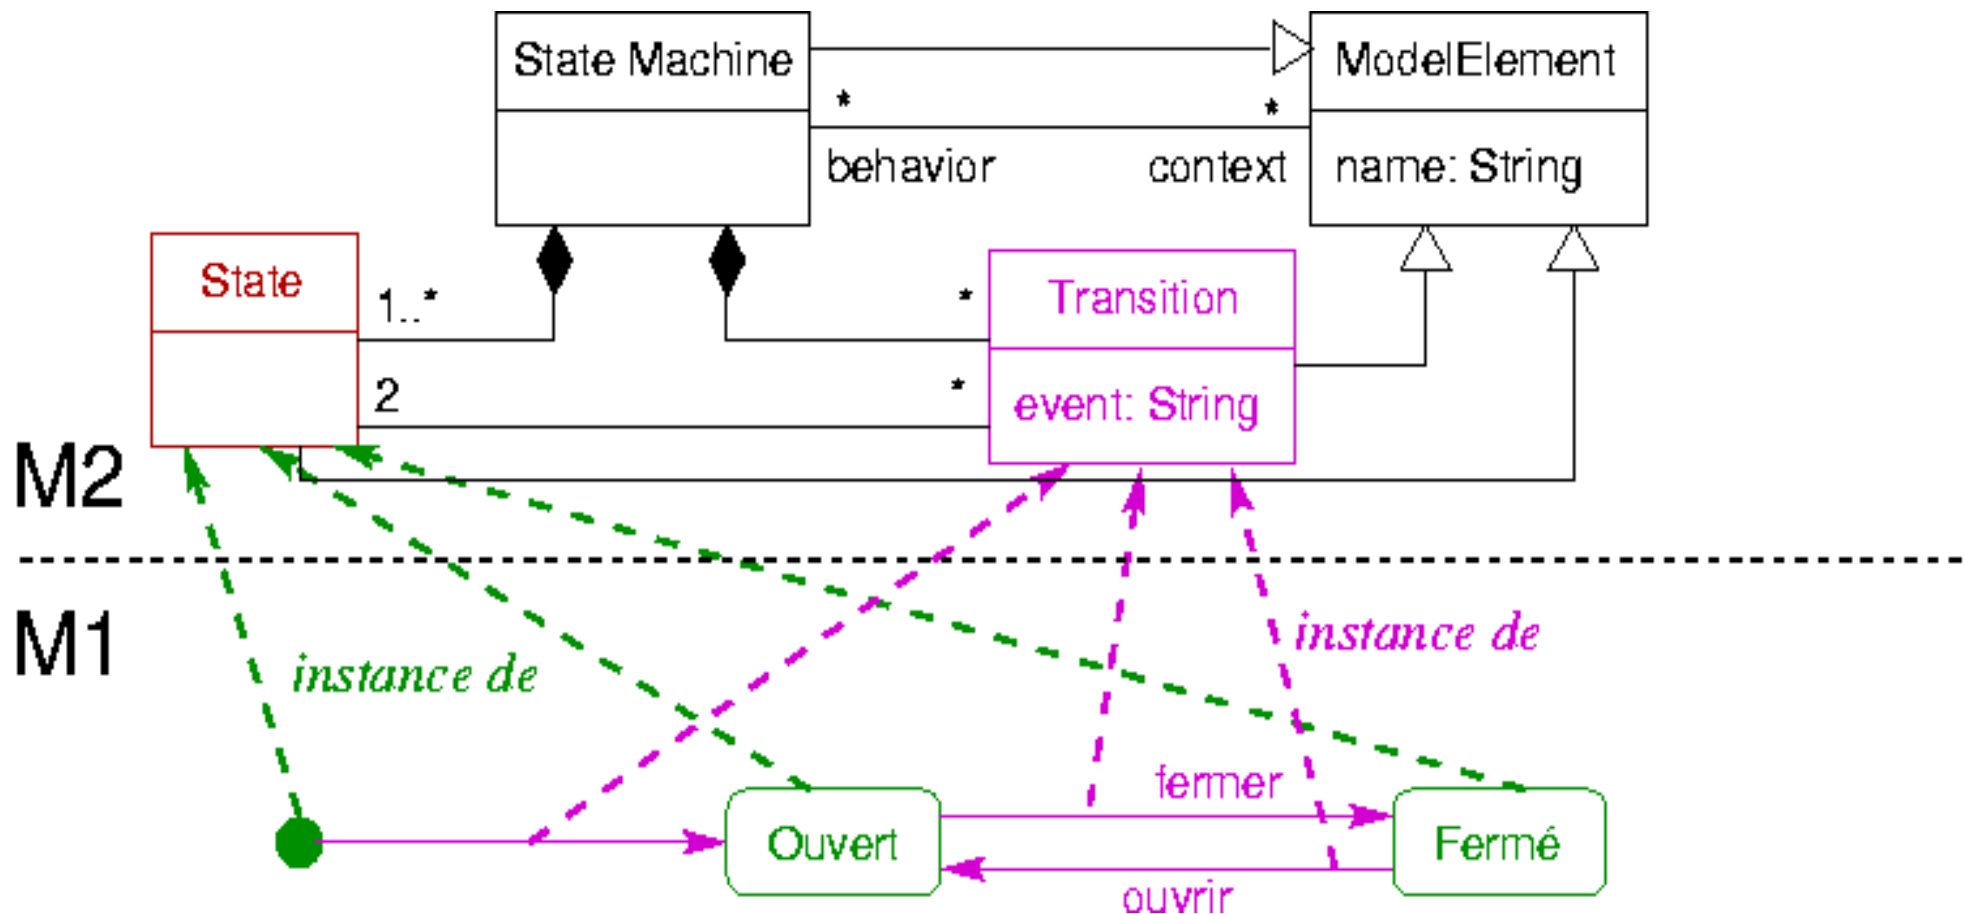 State Machine
ModelElement
*
*
behavior
context
name: String
State
1..*
*
Transition
2
*
event: String
M2
M1
instance de
instance de
fermer
Ouvert
Fermé
ouvrir